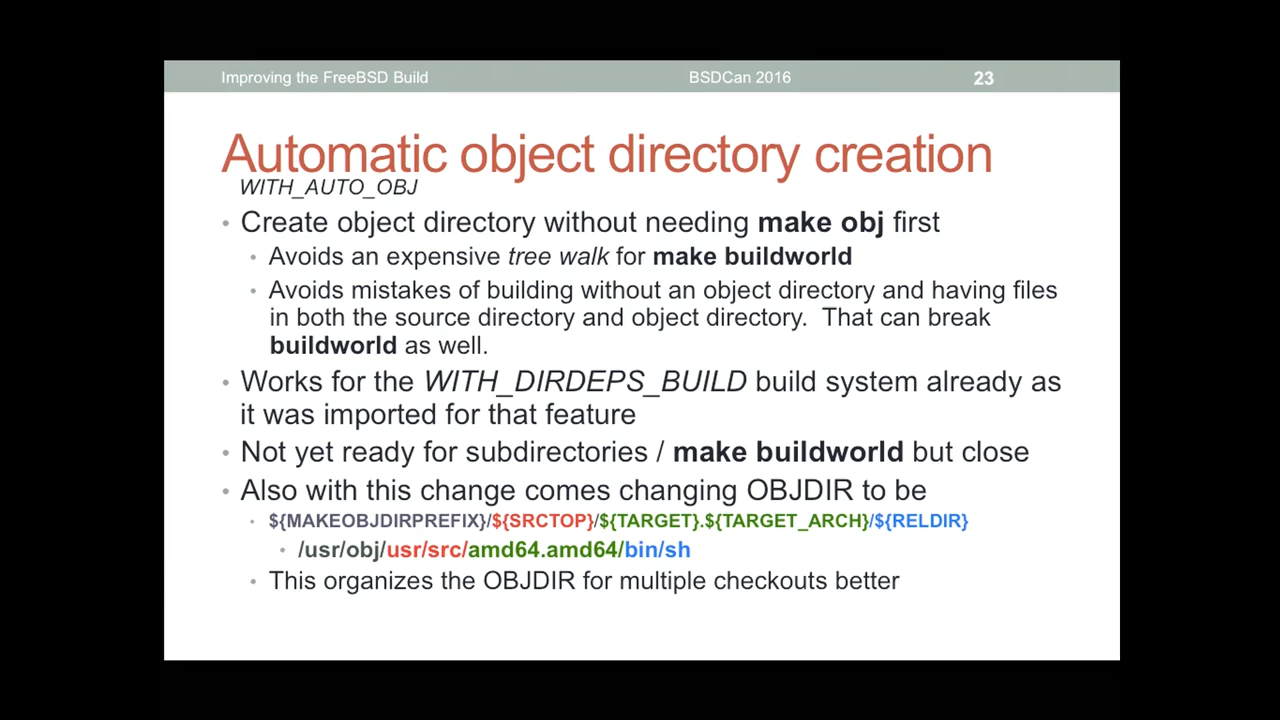 Improving the FreeBSD Build BSDCan 2016 23
Automatic object directory creation
WITH_AUTO_OBJ
• Create object directory without needing make obj first
• Avoids an expensive tree walk for make buildworld
• Avoids mistakes of building without an object directory and having files
in both the source directory and object directory.  That can break
buildworld as well.
• Works for the WITH_DIRDEPS_BUILD build system already as
it was imported for that feature
• Not yet ready for subdirectories / make buildworld but close
• Also with this change comes changing OBJDIR to be
• ${MAKEOBJDIRPREFIX}/${SRCTOP}/${TARGET}.${TARGET_ARCH}/${RELDIR}
• /usr/obj/usr/src/amd64.amd64/bin/sh
• This organizes the OBJDIR for multiple checkouts better